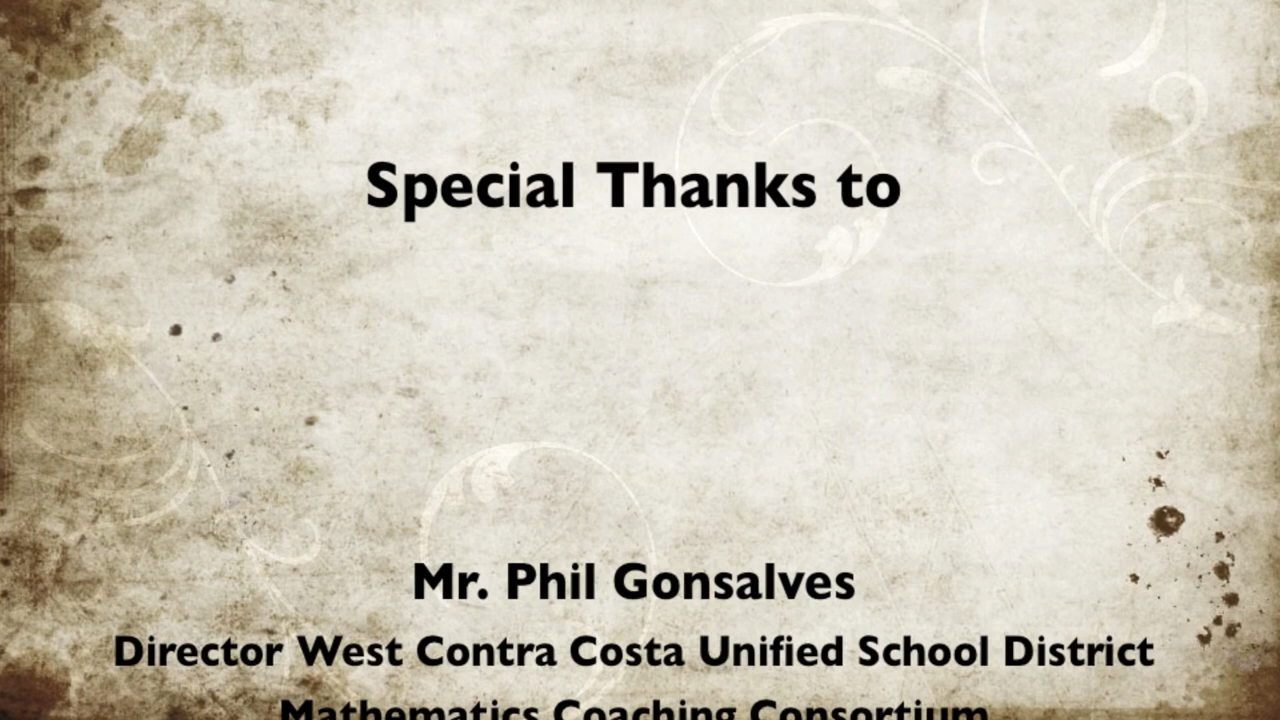 Special Thanks to
Mr. Phil Gonsalves
Director West Contra Costa Unified School District
Mathematics Coaching Consortium